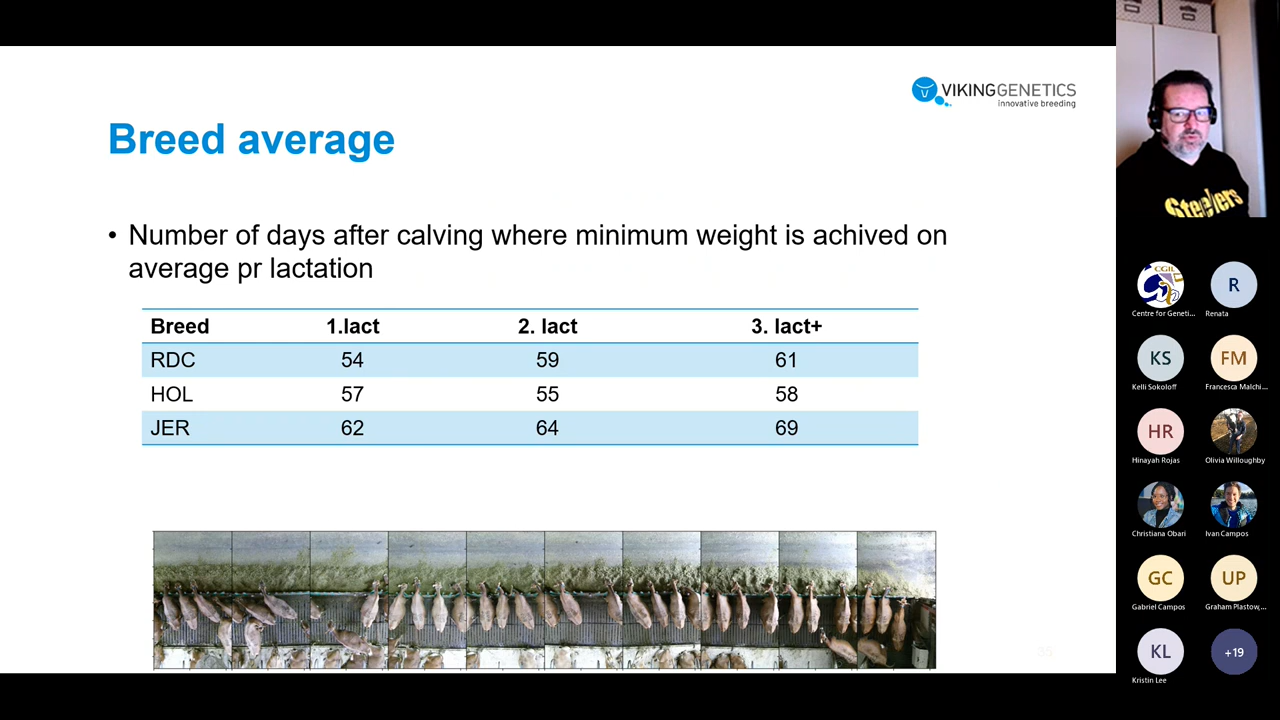 VIKINGGENETICS
innovative breeding
Breed average
• Number of days after calving where minimum weight is achived on
average pr lactation
Breed 1.lact 2. lact 3. lact+
RDC 54 59 61
HOL 57 55 58
JER 62 64 69
35
Steelers
CGIL
Centre for Geneti...
R
Renata
KS
Kelli Sokoloff
FM
Francesca Malchi...
HR
Hinayah Rojas
Olivia Willoughby
Christiana Obari
Ivan Campos
GC
Gabriel Campos
UP
Graham Plastow,...
KL
Kristin Lee
+19